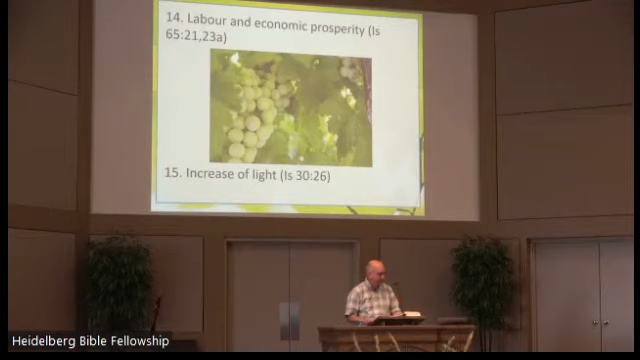 14. Labour and economic prosperity (Is
65:21,23a)
15. Increase of light (Is 30:26)
Heidelberg Bible Fellowship